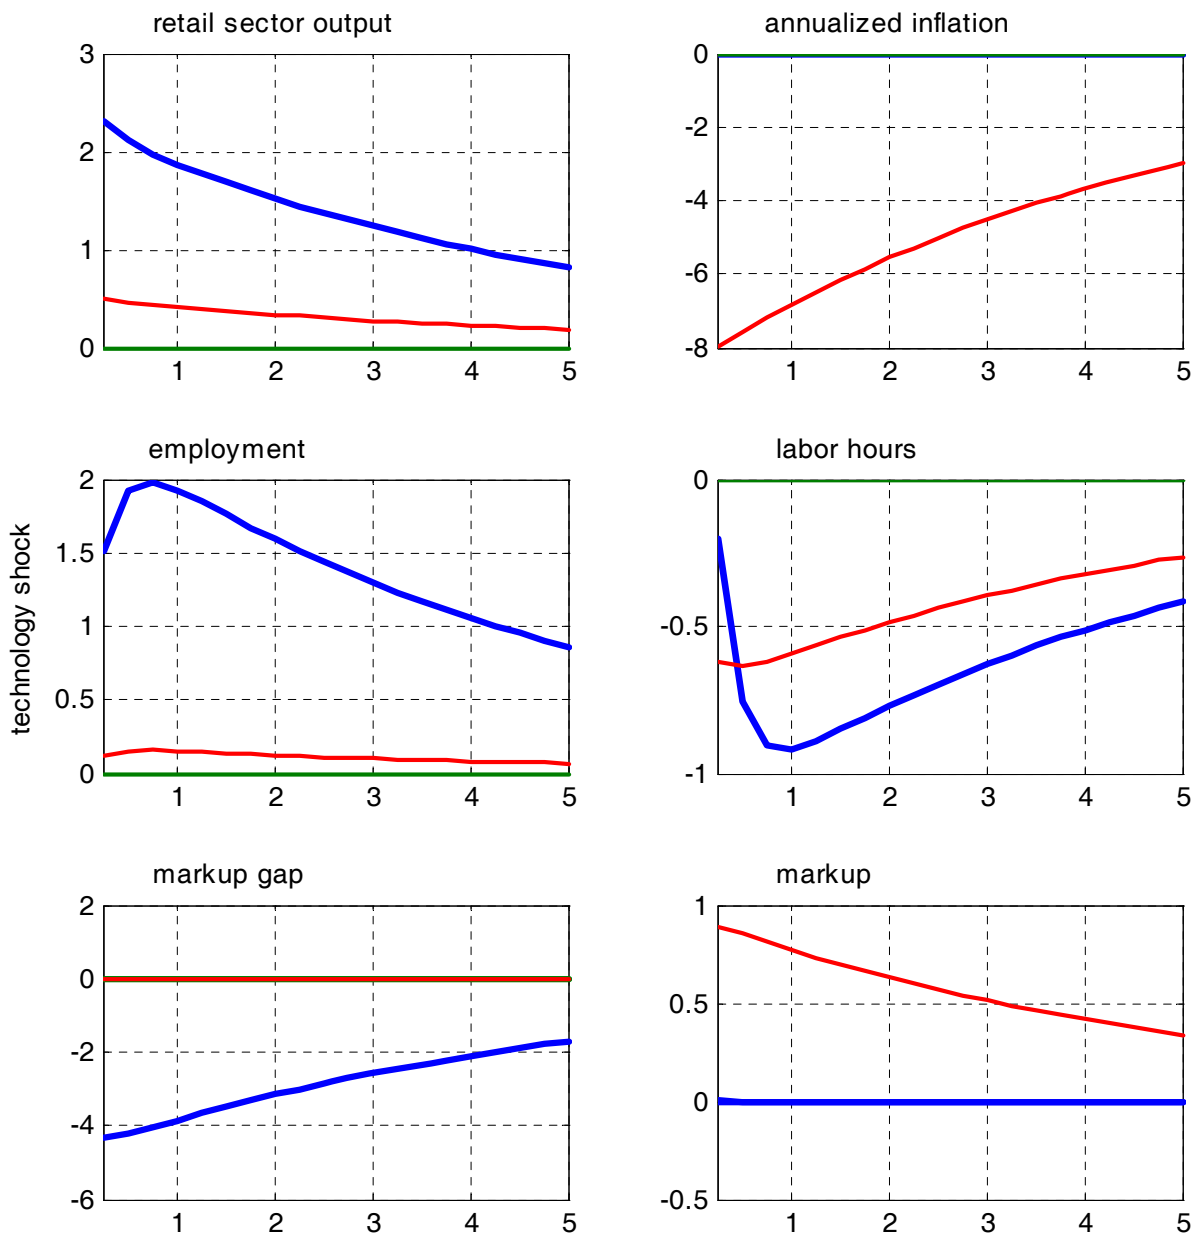 retail sector output
3
2
1
0
1 2 3 4 5
annualized inflation
0
-2
-4
-6
-8
1 2 3 4 5
technology shock
employment
2
1.5
1
0.5
0
1 2 3 4 5
labor hours
0
-0.5
-1
1 2 3 4 5
markup gap
2
0
-2
-4
-6
1 2 3 4 5
markup
1
0.5
0
-0.5
1 2 3 4 5